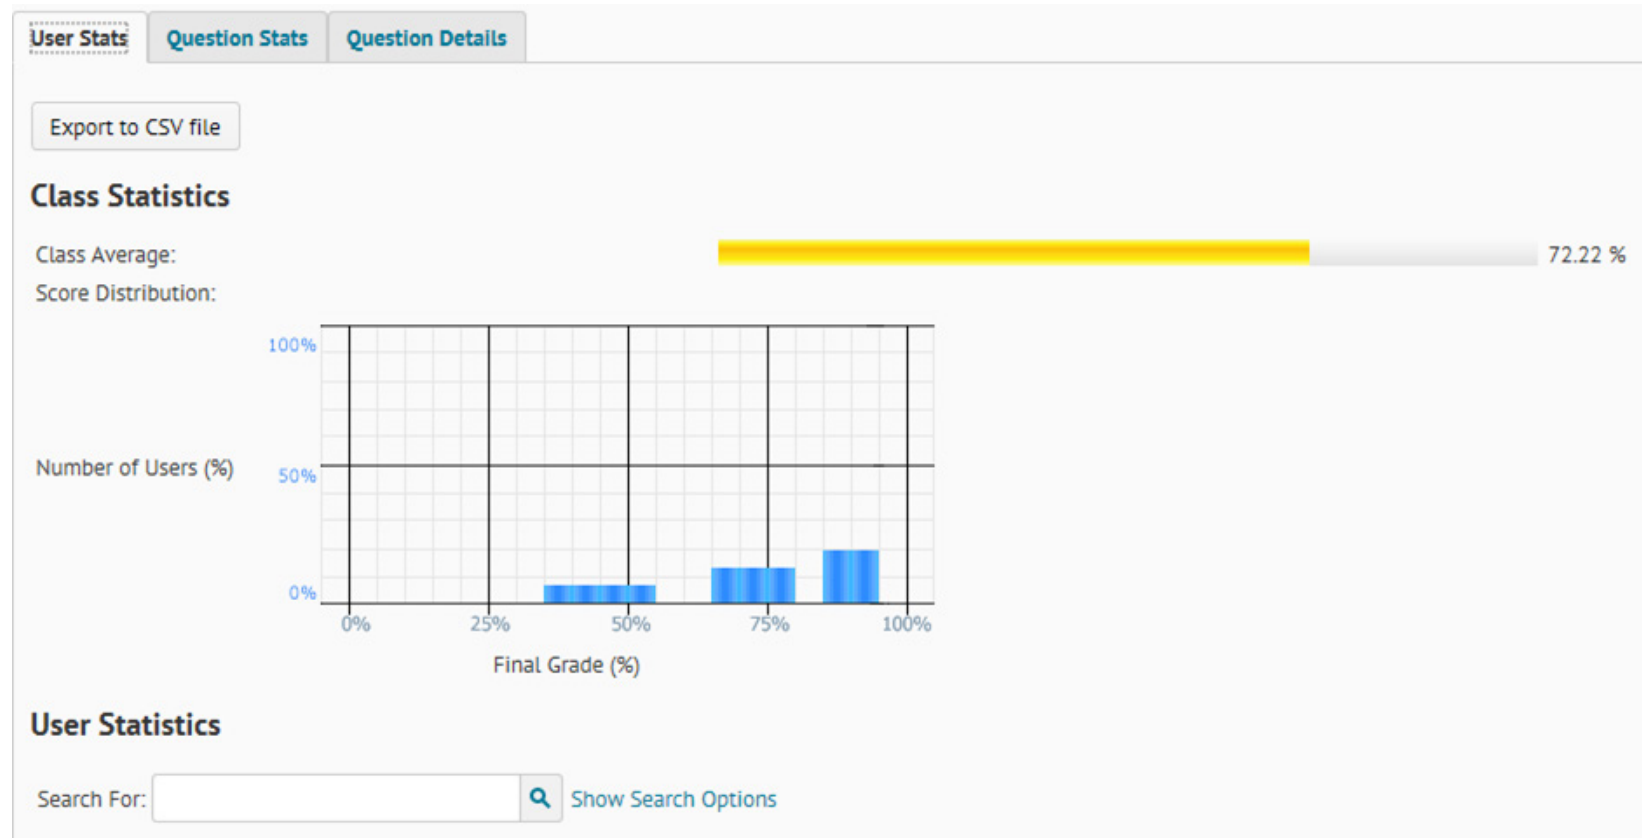 User Stats Question Stats Question Details
Export to CSV file
Class Statistics
Class Average: 72.22 %
Score Distribution:
100%
Number of Users (%) 50%
0%
0% 25% 50% 75% 100%
Final Grade (%)
User Statistics
Search For: Show Search Options